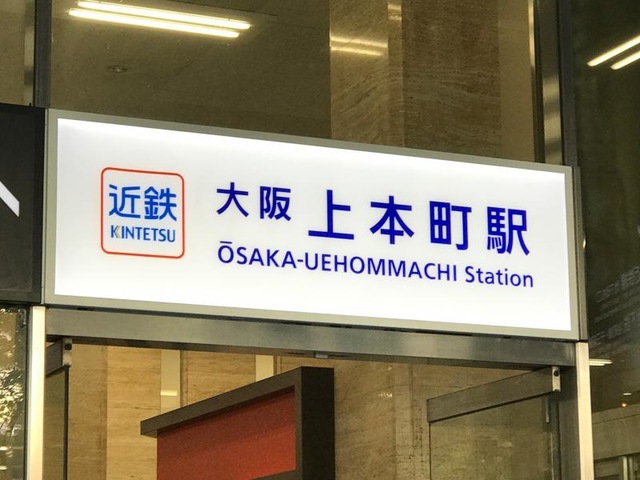 近鉄
KINTETSU
大阪 上本町駅
ŌSAKA-UEHOMMACHI Station